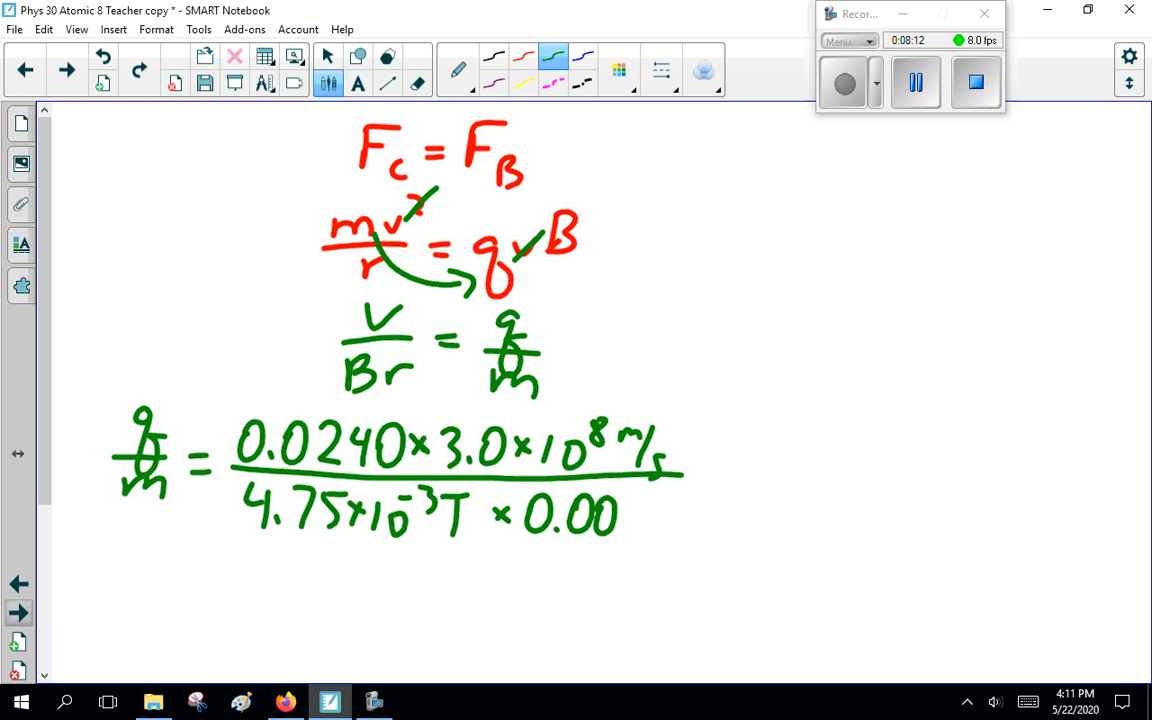 Phys 30 Atomic 8 Teacher copy * - SMART Notebook
File Edit View Insert Format Tools Add-ons Account Help
Recor...
Menu
0:08:12
8.0 fps
Fc = FB
mv²/r = qvB
v/Br = q/m
q/m = 0.0240×3.0×10⁸ m/s
4.75×10⁻³T ×0.00
4:11 PM
5/22/2020